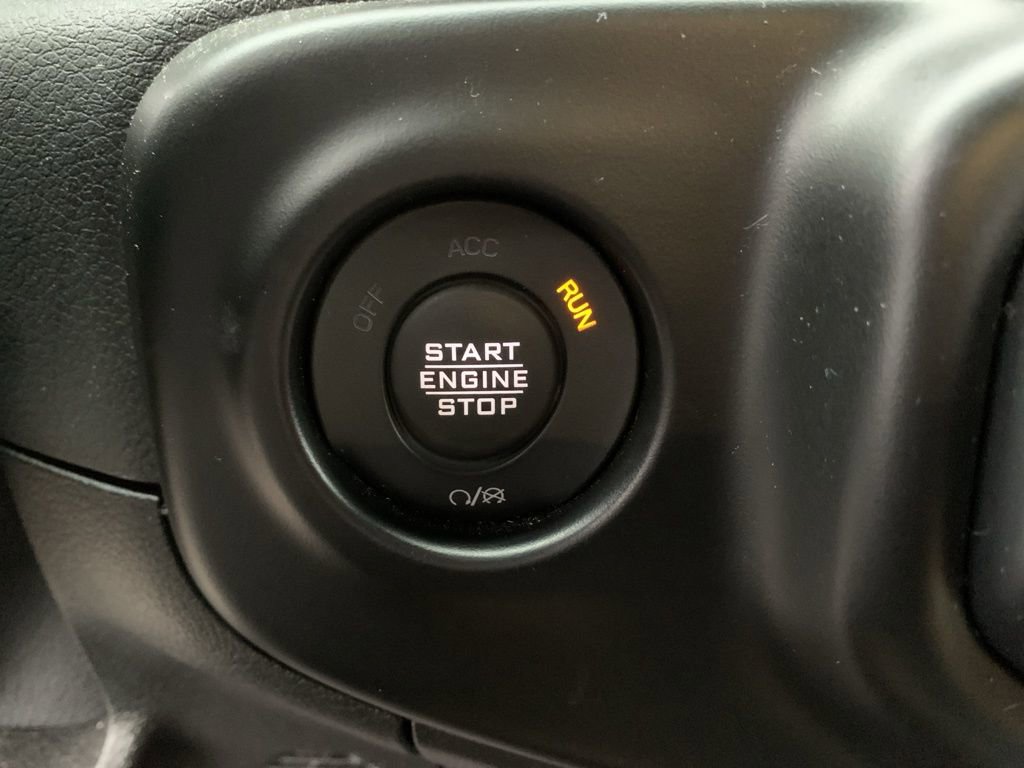 ACC
OFF
RUN
START
ENGINE
STOP